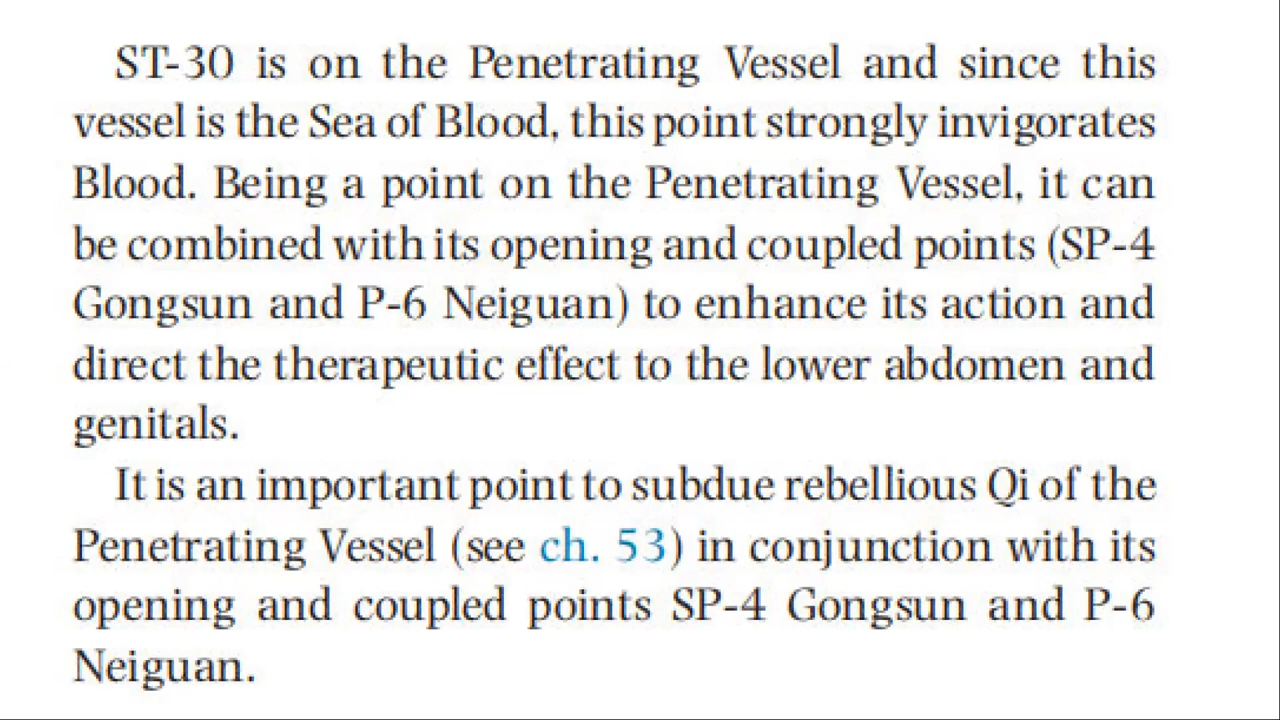 ST-30 is on the Penetrating Vessel and since this
vessel is the Sea of Blood, this point strongly invigorates
Blood. Being a point on the Penetrating Vessel, it can
be combined with its opening and coupled points (SP-4
Gongsun and P-6 Neiguan) to enhance its action and
direct the therapeutic effect to the lower abdomen and
genitals.
It is an important point to subdue rebellious Qi of the
Penetrating Vessel (see ch. 53) in conjunction with its
opening and coupled points SP-4 Gongsun and P-6
Neiguan.